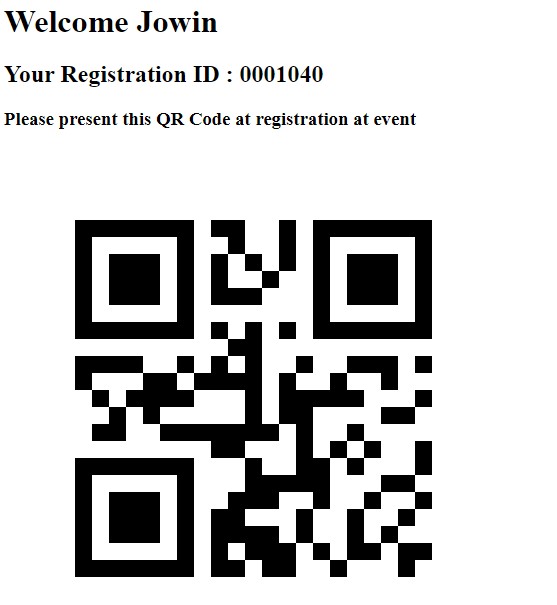 Welcome Jowin
Your Registration ID : 0001040
Please present this QR Code at registration at event